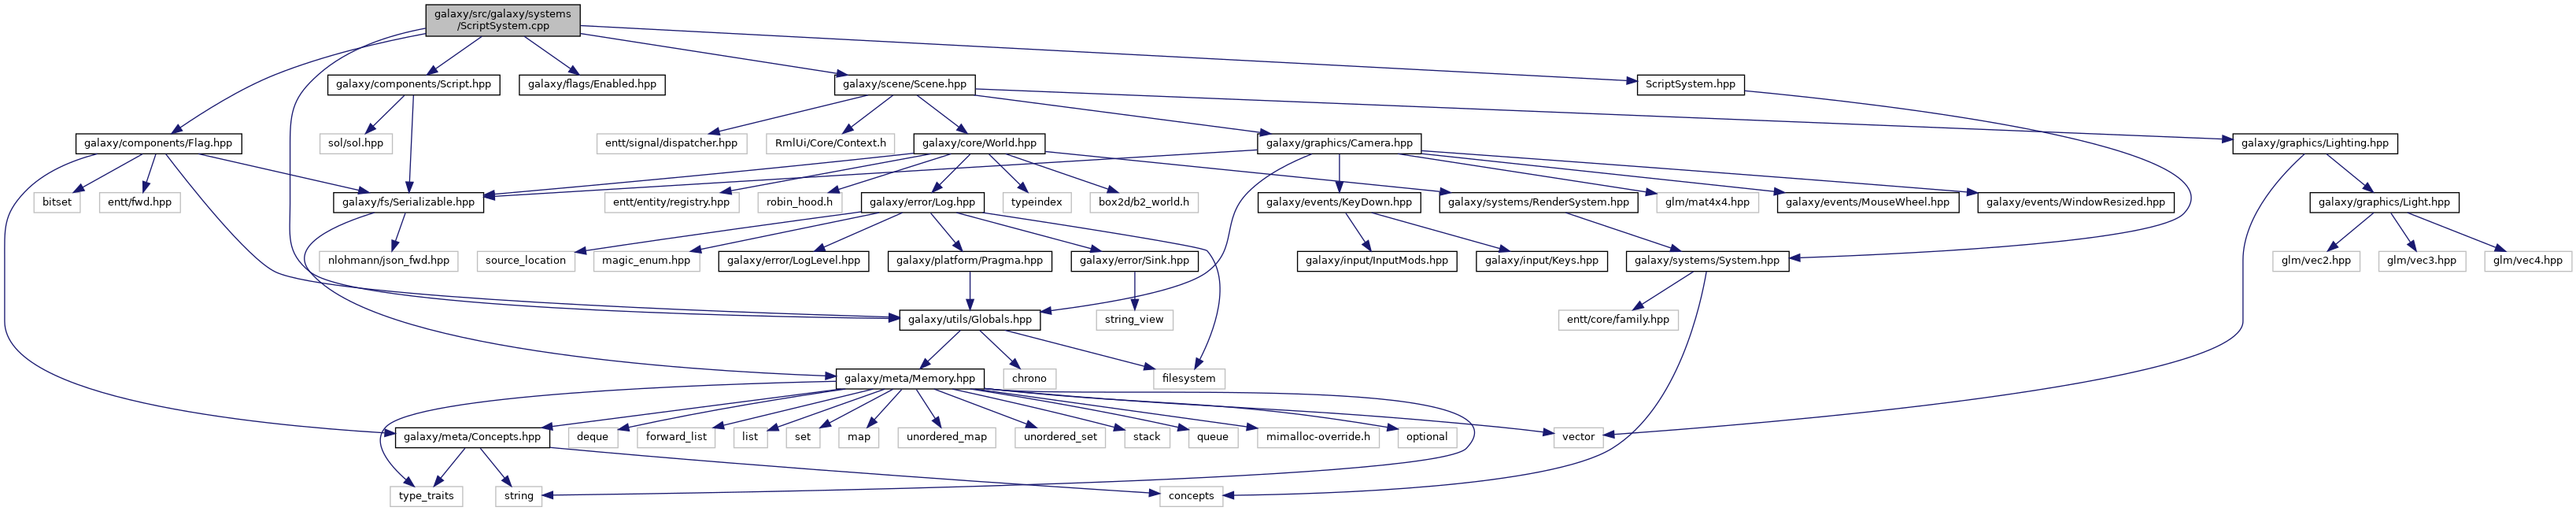 galaxy/src/galaxy/systems
/ScriptSystem.cpp
galaxy/components/Script.hpp
galaxy/flags/Enabled.hpp
galaxy/scene/Scene.hpp
ScriptSystem.hpp
galaxy/components/Flag.hpp
sol/sol.hpp
entt/signal/dispatcher.hpp
RmlUi/Core/Context.h
galaxy/core/World.hpp
galaxy/graphics/Camera.hpp
galaxy/graphics/Lighting.hpp
bitset
entt/fwd.hpp
galaxy/fs/Serializable.hpp
entt/entity/registry.hpp
robin_hood.h
galaxy/error/Log.hpp
typeindex
box2d/b2_world.h
galaxy/events/KeyDown.hpp
galaxy/systems/RenderSystem.hpp
glm/mat4x4.hpp
galaxy/events/MouseWheel.hpp
galaxy/events/WindowResized.hpp
galaxy/graphics/Light.hpp
nlohmann/json_fwd.hpp
source_location
magic_enum.hpp
galaxy/error/LogLevel.hpp
galaxy/platform/Pragma.hpp
galaxy/error/Sink.hpp
galaxy/input/InputMods.hpp
galaxy/input/Keys.hpp
galaxy/systems/System.hpp
glm/vec2.hpp
glm/vec3.hpp
glm/vec4.hpp
galaxy/utils/Globals.hpp
string_view
entt/core/family.hpp
galaxy/meta/Memory.hpp
chrono
filesystem
galaxy/meta/Concepts.hpp
deque
forward_list
list
set
map
unordered_map
unordered_set
stack
queue
mimalloc-override.h
optional
vector
type_traits
string
concepts